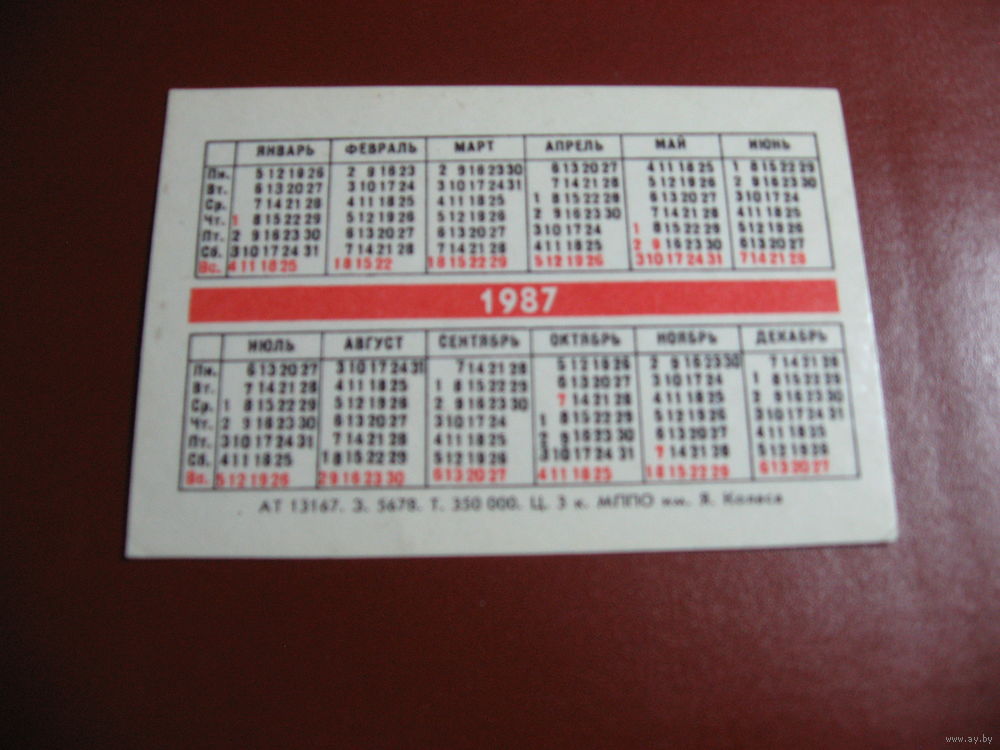 ЯНВАРЬ ФЕВРАЛЬ МАРТ АПРЕЛЬ МАЙ ИЮНЬ
Пн. 5 12 19 26 2 9 16 23 2 9 16 23 30 6 13 20 27 4 11 18 25 1 8 15 22 29
Вт. 6 13 20 27 3 10 17 24 3 10 17 24 31 7 14 21 28 5 12 19 26 2 9 16 23 30
Ср. 7 14 21 28 4 11 18 25 4 11 18 25 1 8 15 22 29 6 13 20 27 3 10 17 24
Чт. 1 8 15 22 29 5 12 19 26 5 12 19 26 2 9 16 23 30 7 14 21 28 4 11 18 25
Пт. 2 9 16 23 30 6 13 20 27 6 13 20 27 3 10 17 24 1 8 15 22 29 5 12 19 26
Сб. 3 10 17 24 31 7 14 21 28 7 14 21 28 4 11 18 25 2 9 16 23 30 6 13 20 27
Вс. 4 11 18 25 1 8 15 22 1 8 15 22 29 5 12 19 26 3 10 17 24 31 7 14 21 28
1987
ИЮЛЬ АВГУСТ СЕНТЯБРЬ ОКТЯБРЬ НОЯБРЬ ДЕКАБРЬ
Пн. 6 13 20 27 3 10 17 24 31 7 14 21 28 5 12 19 26 2 9 16 23 30 7 14 21 28
Вт. 7 14 21 28 4 11 18 25 1 8 15 22 29 6 13 20 27 3 10 17 24 1 8 15 22 29
Ср. 1 8 15 22 29 5 12 19 26 2 9 16 23 30 7 14 21 28 4 11 18 25 2 9 16 23 30
Чт. 2 9 16 23 30 6 13 20 27 3 10 17 24 1 8 15 22 29 5 12 19 26 3 10 17 24 31
Пт. 3 10 17 24 31 7 14 21 28 4 11 18 25 2 9 16 23 30 6 13 20 27 4 11 18 25
Сб. 4 11 18 25 1 8 15 22 29 5 12 19 26 3 10 17 24 31 7 14 21 28 5 12 19 26
Вс. 5 12 19 26 2 9 16 23 30 6 13 20 27 4 11 18 25 1 8 15 22 29 6 13 20 27
АТ 13167. З. 5678. Т. 350 000. Ц. 3 к. МППО им. Я. Коласа
www.ay.by